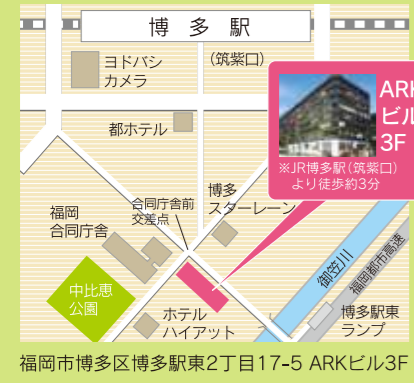 博多駅
ヨドバシ
カメラ
(筑紫口)
都ホテル
ARK
ビル
3F
※JR博多駅(筑紫口)
より徒歩約3分
博多
スターレーン
合同庁舎前
交差点
福岡
合同庁舎
中比恵
公園
御笠川
福岡都市高速
ホテル
ハイアット
博多駅東
ランプ
福岡市博多区博多駅東2丁目17-5 ARKビル3F